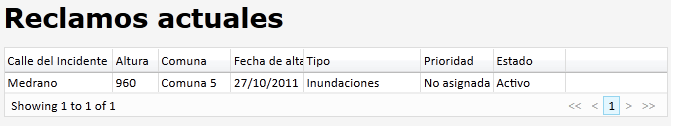 Reclamos actuales
Calle del Incidente Altura Comuna Fecha de alta Tipo Prioridad Estado
Medrano 960 Comuna 5 27/10/2011 Inundaciones No asignada Activo
Showing 1 to 1 of 1 << < 1 > >>